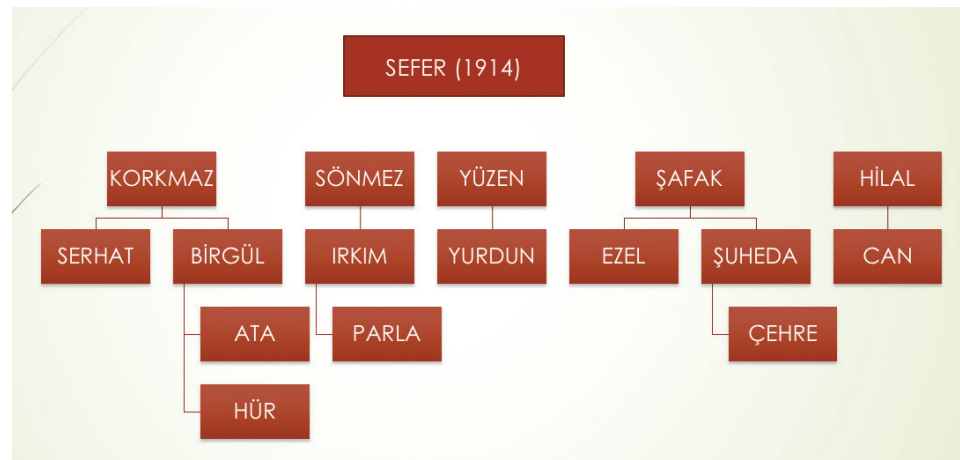 SEFER (1914)
KORKMAZ
SÖNMEZ
YÜZEN
ŞAFAK
HİLAL
SERHAT
BİRGÜL
IRKIM
YURDUN
EZEL
ŞUHEDA
CAN
ATA
PARLA
ÇEHRE
HÜR